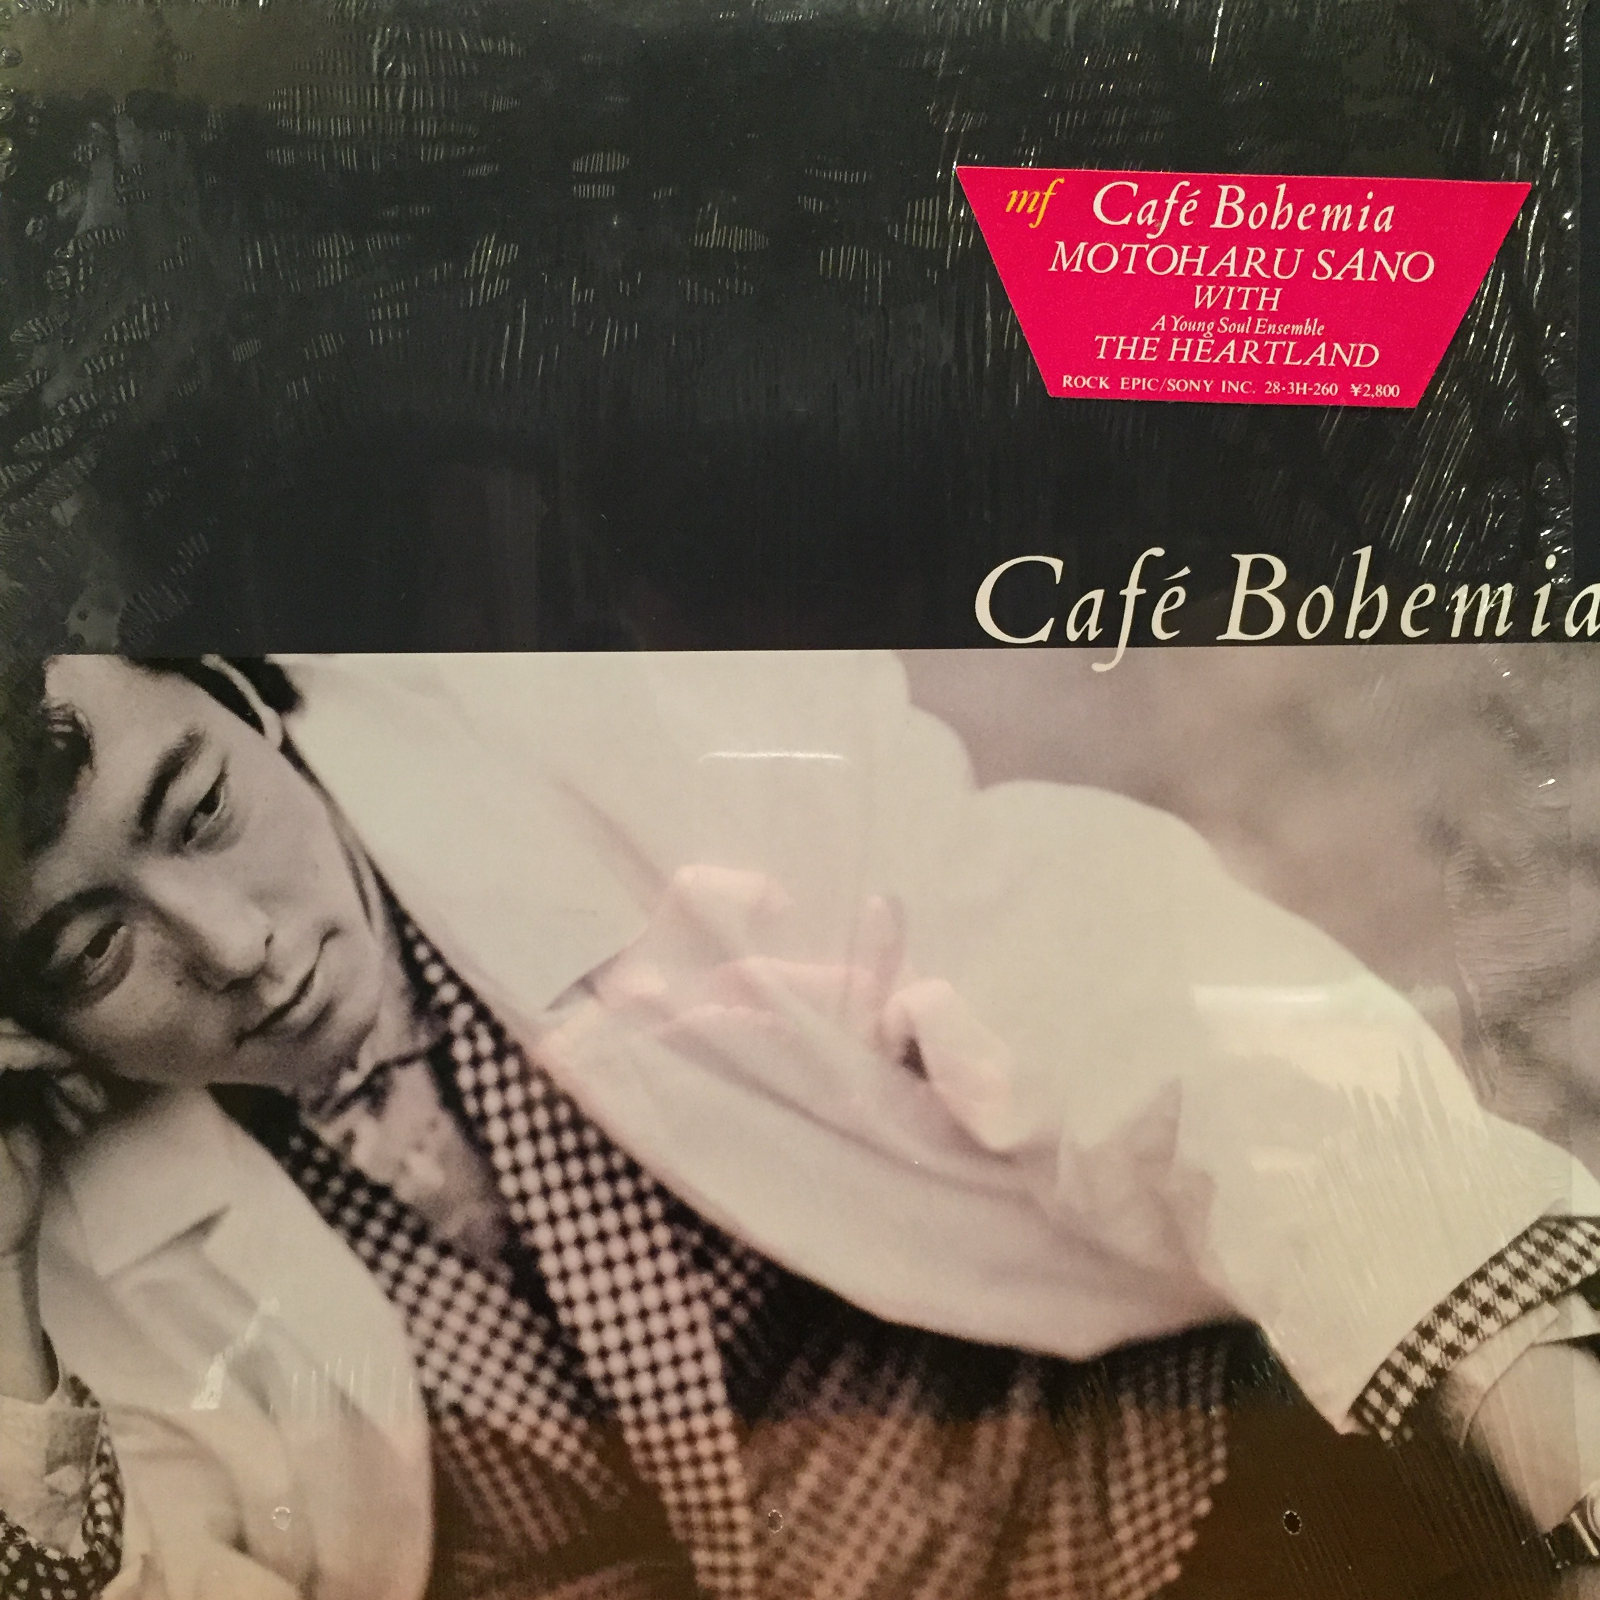 mf Café Bohemia
MOTOHARU SANO
WITH
A Young Soul Ensemble
THE HEARTLAND
ROCK EPIC/SONY INC. 28·3H-260 ¥2,800
Café Bohemia